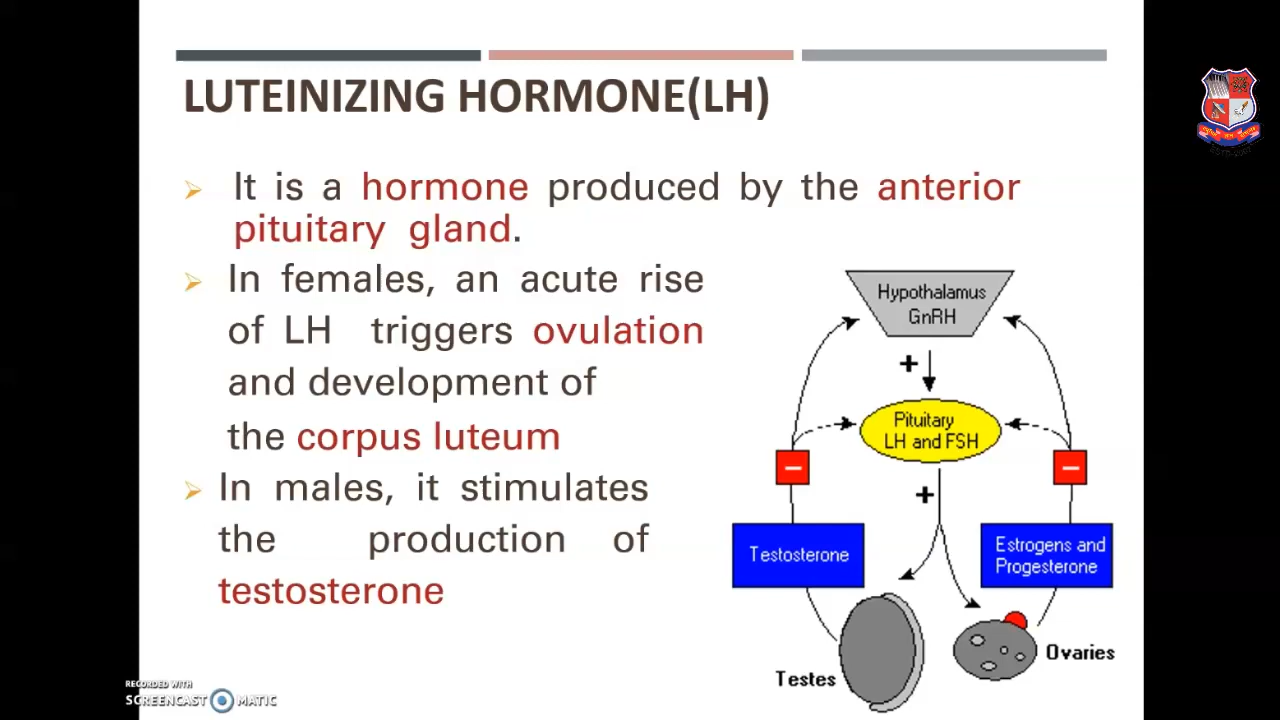 LUTEINIZING HORMONE(LH)
➢ It is a hormone produced by the anterior
pituitary gland.
➢ In females, an acute rise
of LH triggers ovulation
and development of
the corpus luteum
➢ In males, it stimulates
the production of
testosterone
Hypothalamus
GnRH
+
Pituitary
LH and FSH
−
−
+
Testosterone
Estrogens and
Progesterone
Testes
Ovaries
RECORDED WITH
SCREENCAST MATIC